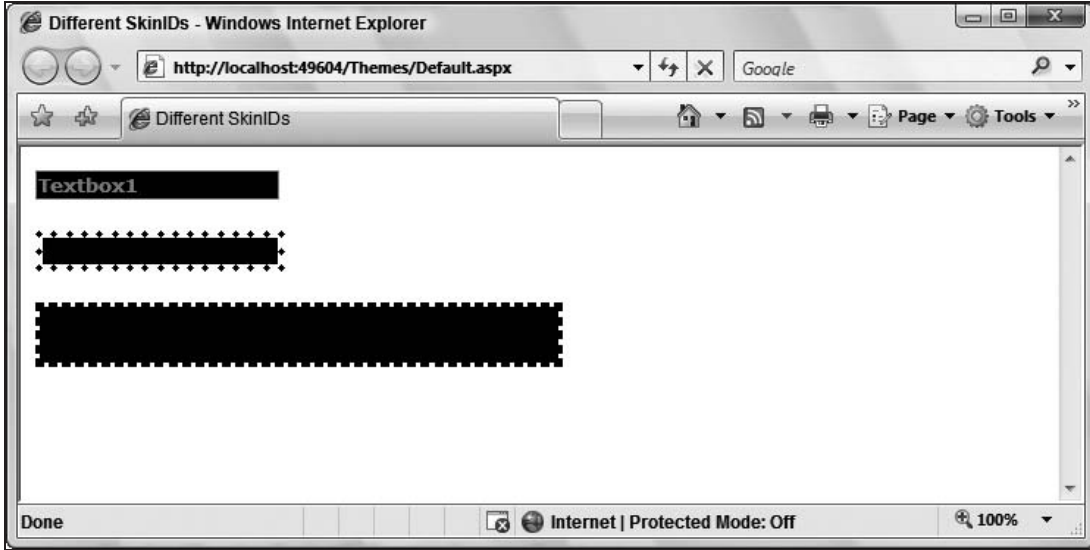 Different SkinIDs - Windows Internet Explorer
http://localhost:49604/Themes/Default.aspx
Google
Different SkinIDs
Page
Tools
Textbox1
Done
Internet | Protected Mode: Off
100%